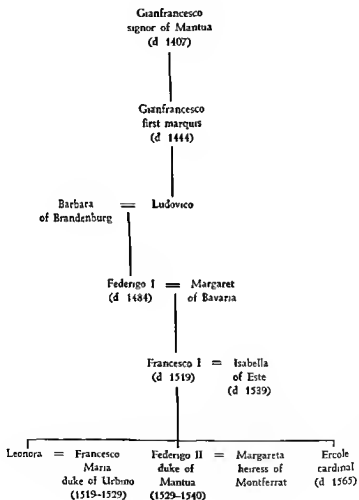 Gianfrancesco
signor of Mantua
(d 1407)
Gianfrancesco
first marquis
(d 1444)
Barbara = Ludovico
of Brandenburg
Federigo I = Margaret
(d 1484) of Bavaria
Francesco I = Isabella
(d 1519) of Este
(d 1539)
Leonora = Francesco Federigo II = Margareta Ercole
Maria duke of heiress of cardinal
duke of Urbino Mantua Montferrat (d 1565)
(1519-1529) (1529-1540)